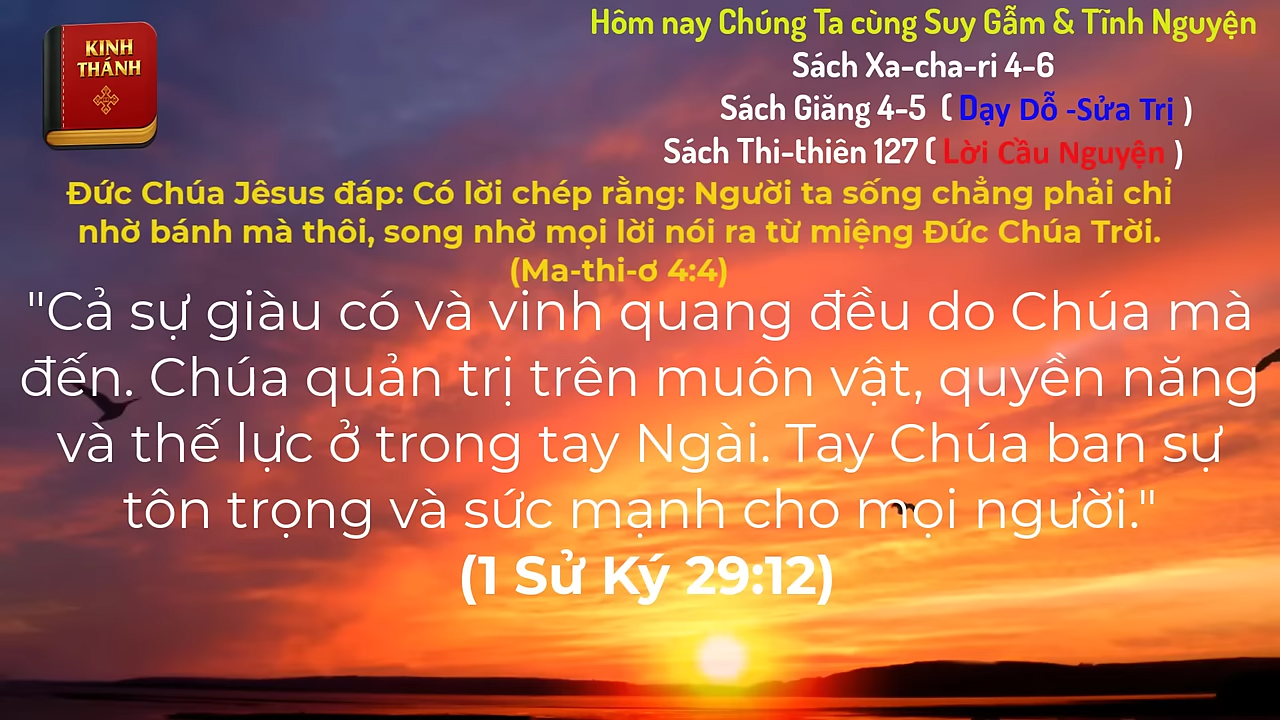 KINH
THÁNH
Hôm nay Chúng Ta cùng Suy Gẫm & Tĩnh Nguyện
Sách Xa-cha-ri 4-6
Sách Giăng 4-5 ( Dạy Dỗ -Sửa Trị )
Sách Thi-thiên 127 ( Lời Cầu Nguyện )
Đức Chúa Jêsus đáp: Có lời chép rằng: Người ta sống chẳng phải chỉ
nhờ bánh mà thôi, song nhờ mọi lời nói ra từ miệng Đức Chúa Trời.
(Ma-thi-ơ 4:4)
"Cả sự giàu có và vinh quang đều do Chúa mà
đến. Chúa quản trị trên muôn vật, quyền năng
và thế lực ở trong tay Ngài. Tay Chúa ban sự
tôn trọng và sức mạnh cho mọi người."
(1 Sử Ký 29:12)